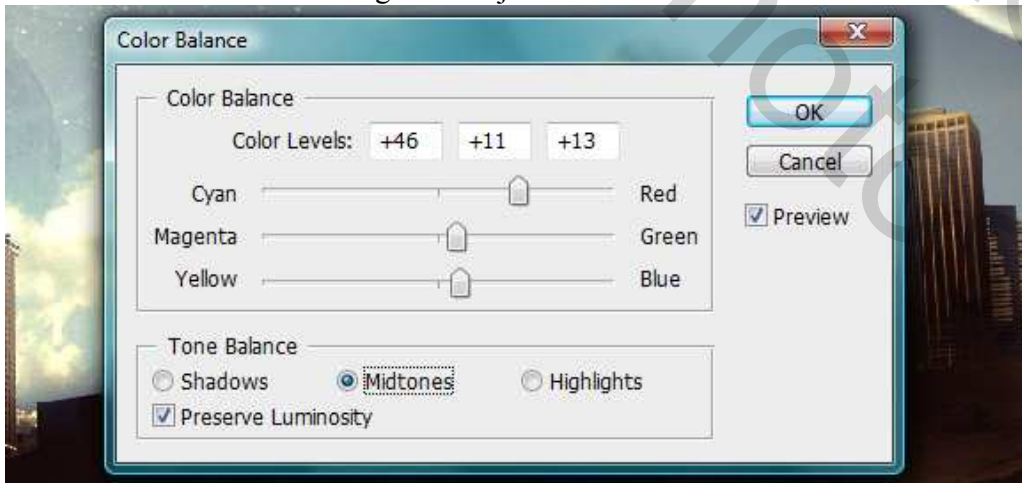 Color Balance
Color Balance
Color Levels: +46 +11 +13
Cyan Red
Magenta Green
Yellow Blue
Tone Balance
Shadows Midtones Highlights
Preserve Luminosity
OK
Cancel
Preview